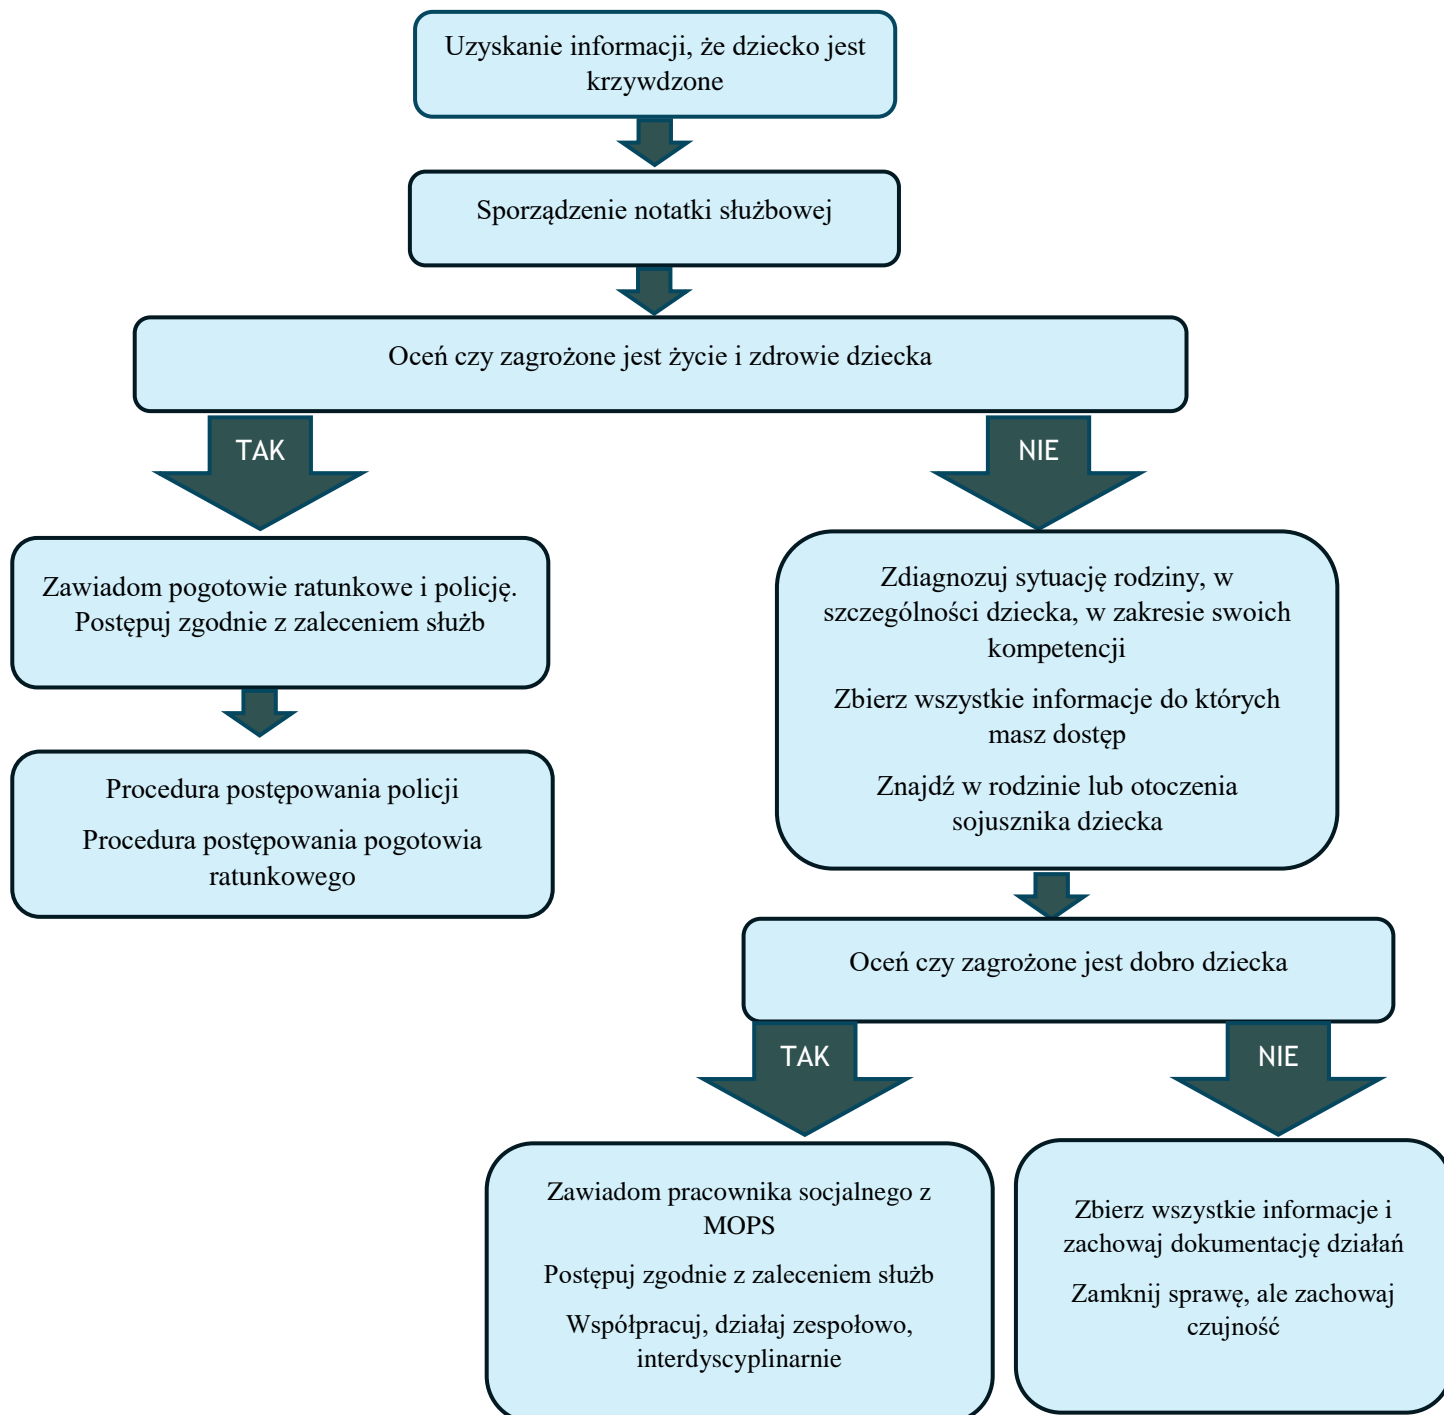 Uzyskanie informacji, że dziecko jest
krzywdzone
Sporządzenie notatki służbowej
Oceń czy zagrożone jest życie i zdrowie dziecka
TAK
NIE
Zawiadom pogotowie ratunkowe i policję.
Postępuj zgodnie z zaleceniem służb
Procedura postępowania policji
Procedura postępowania pogotowia
ratunkowego
Zdiagnozuj sytuację rodziny, w
szczególności dziecka, w zakresie swoich
kompetencji
Zbierz wszystkie informacje do których
masz dostęp
Znajdź w rodzinie lub otoczenia
sojusznika dziecka
Oceń czy zagrożone jest dobro dziecka
TAK
NIE
Zawiadom pracownika socjalnego z
MOPS
Postępuj zgodnie z zaleceniem służb
Współpracuj, działaj zespołowo,
interdyscyplinarnie
Zbierz wszystkie informacje i
zachowaj dokumentację działań
Zamknij sprawę, ale zachowaj
czujność